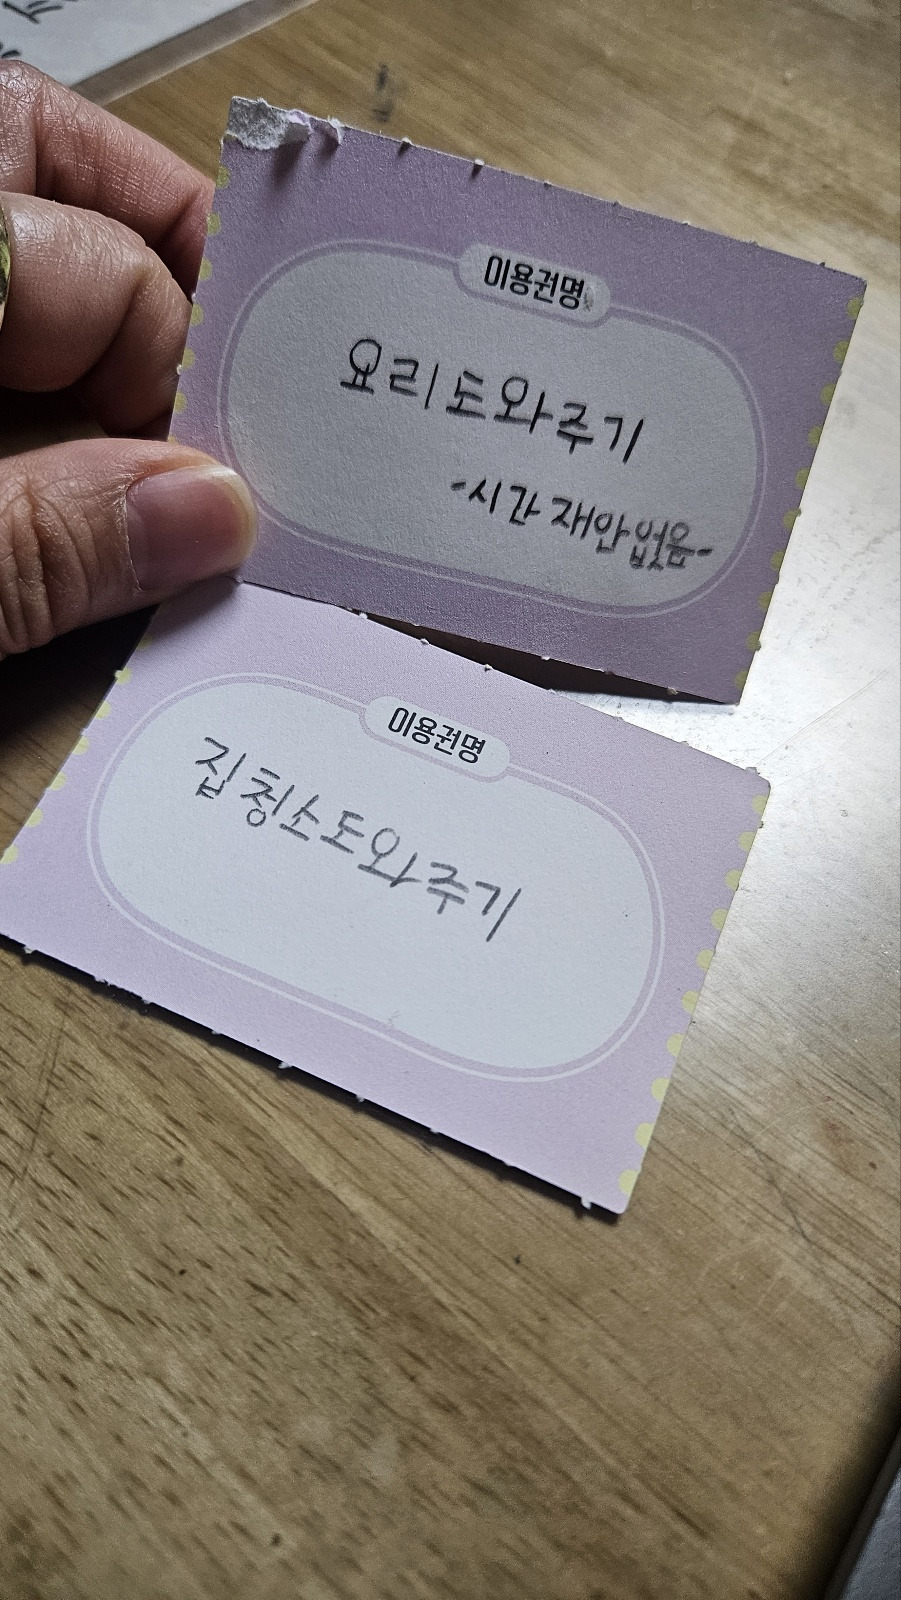 이용권명
요리 도와주기
-시간 재안없음-
이용권명
집청소도와주기